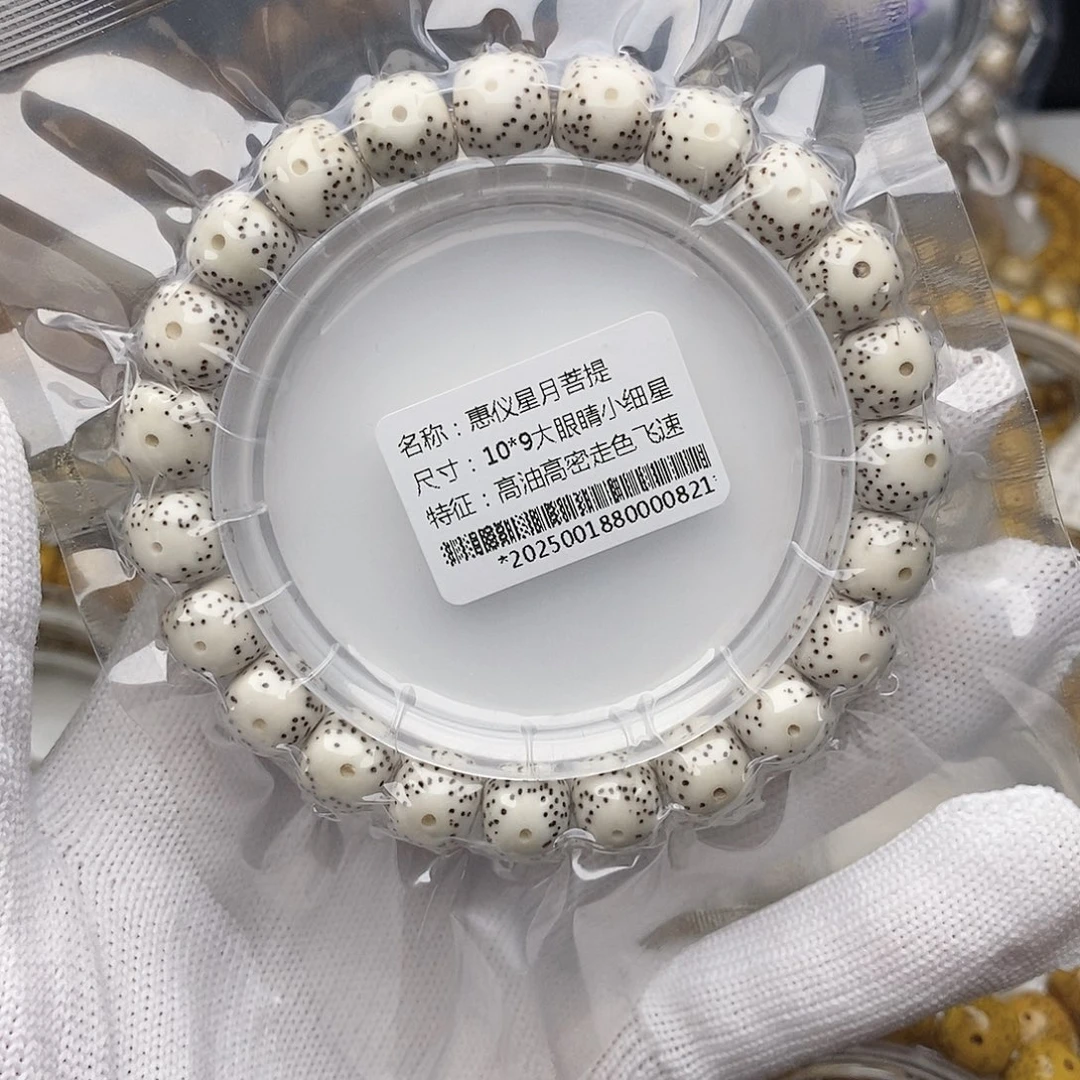 名称：惠仪星月菩提
尺寸：10*9大眼睛小细星
特征：高油高密走色 飞速
*2025001880000821*